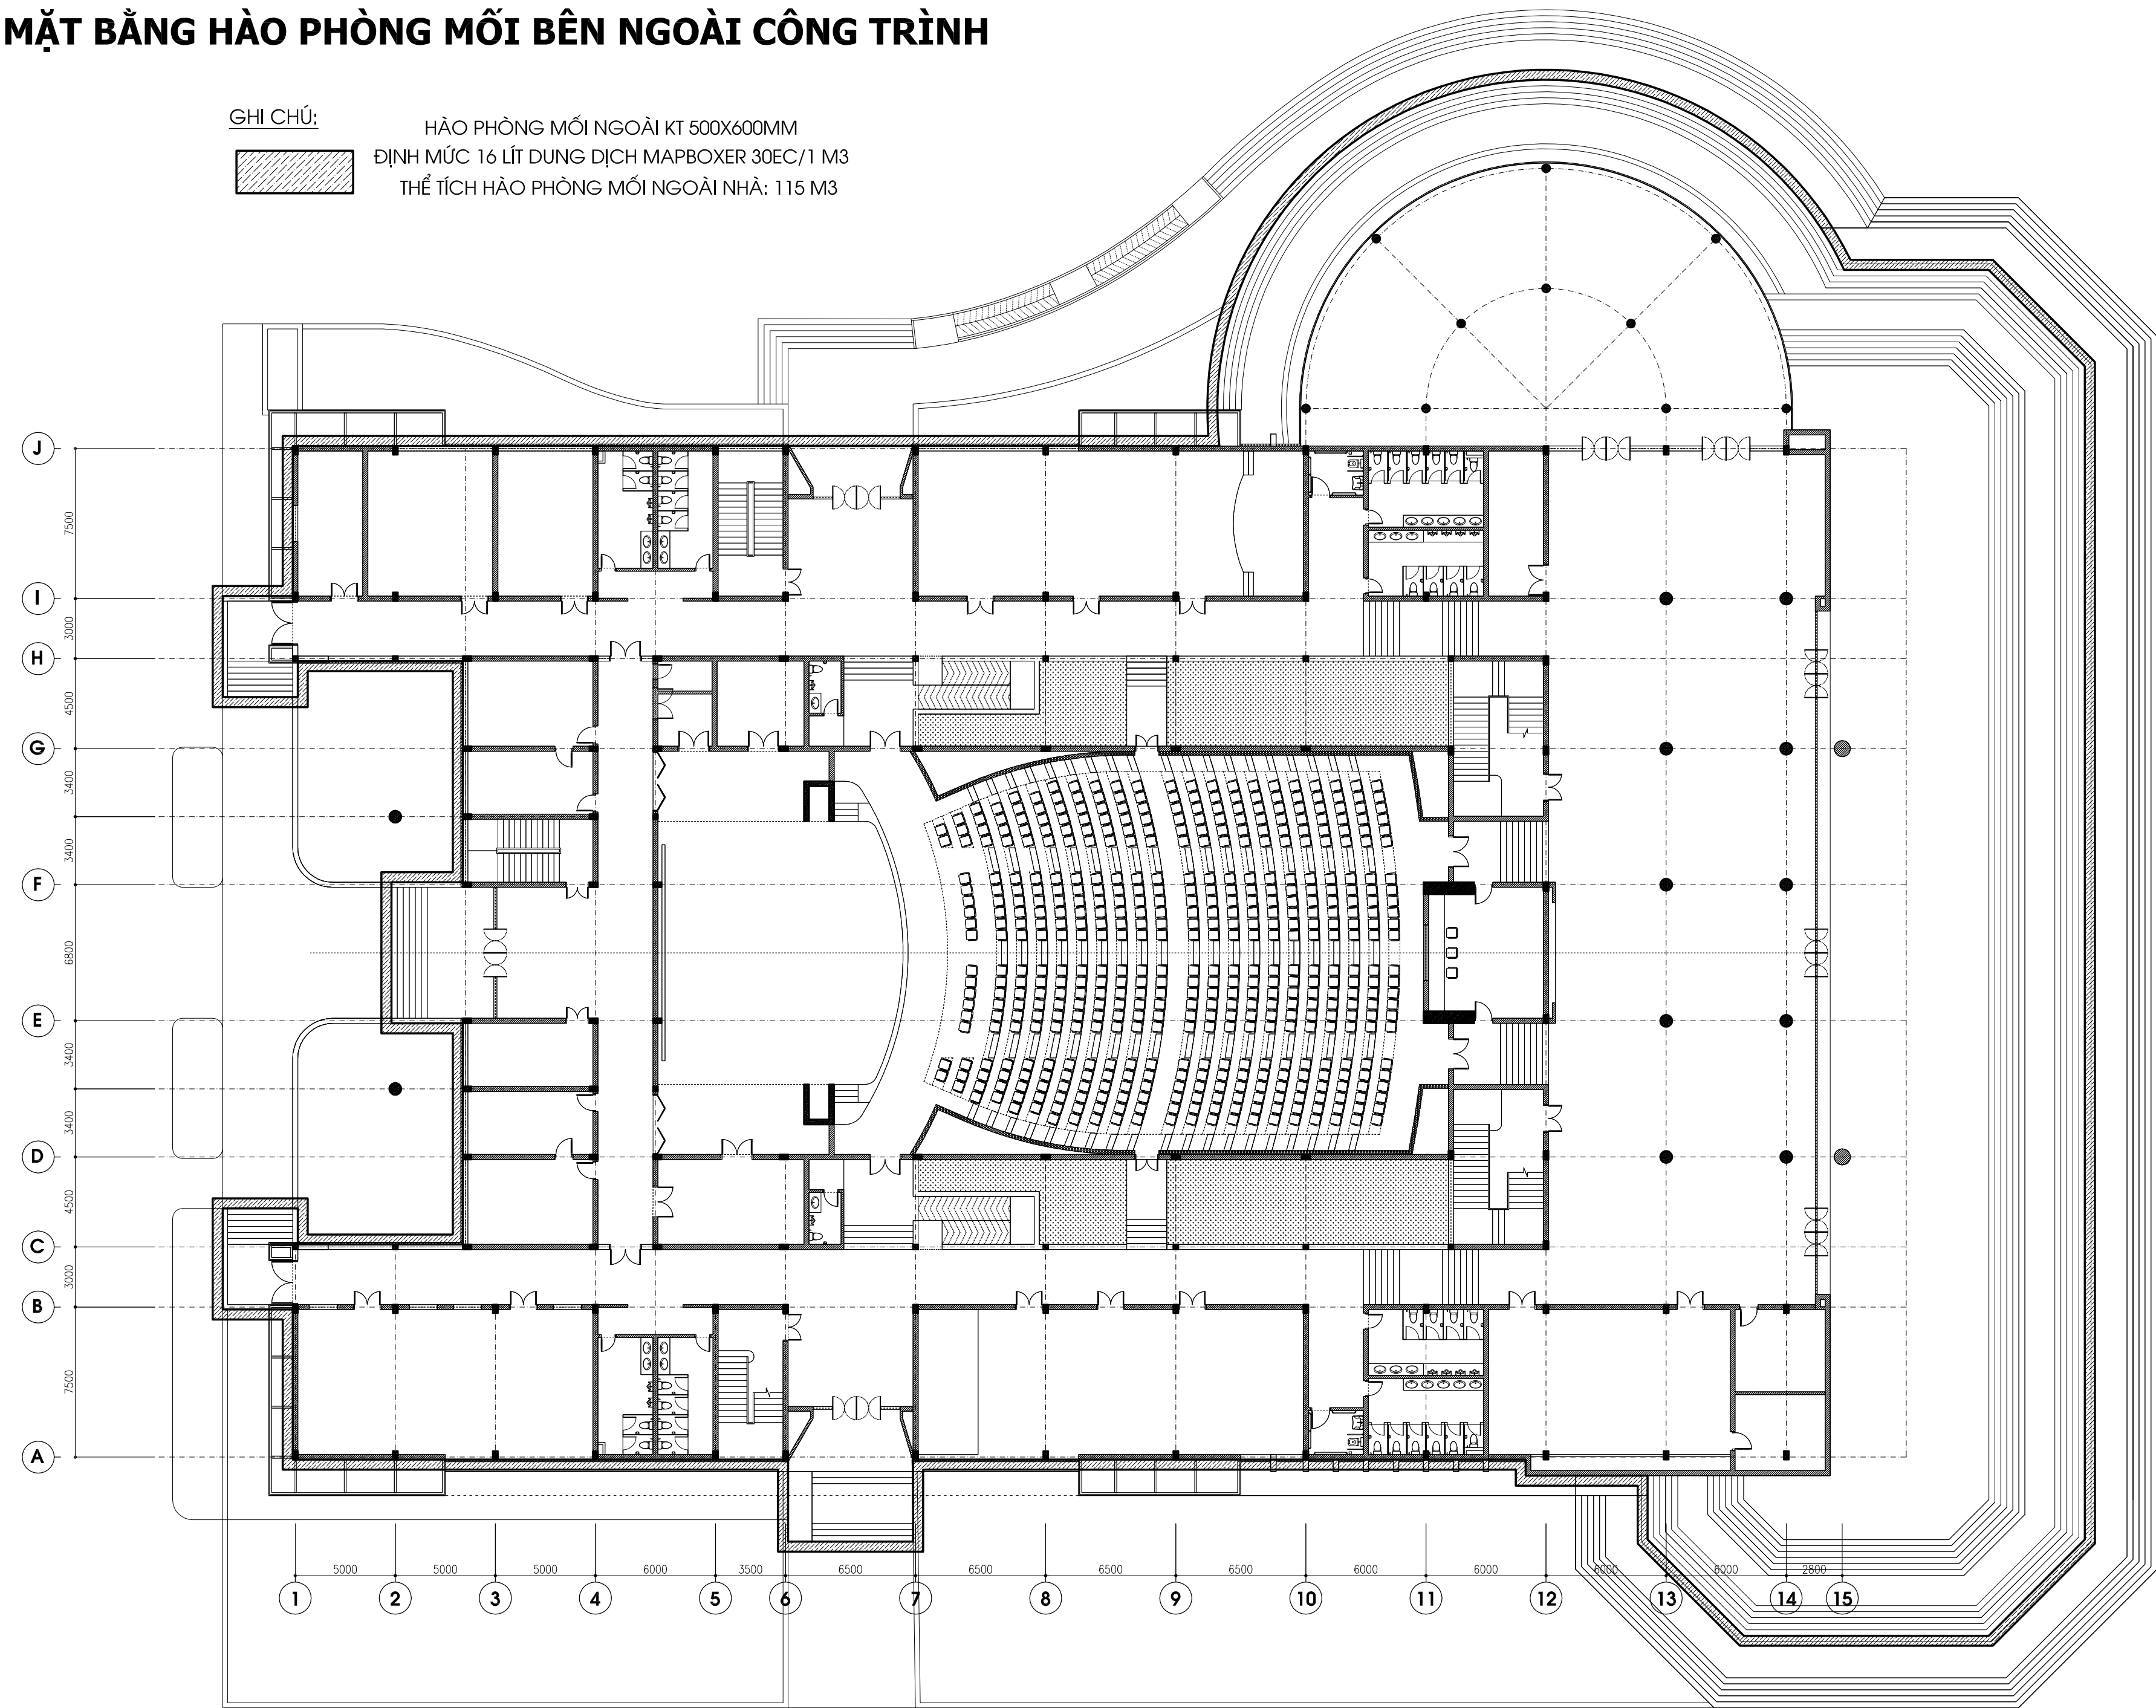 MẶT BẰNG HÀO PHÒNG MỐI BÊN NGOÀI CÔNG TRÌNH
GHI CHÚ:
HÀO PHÒNG MỐI NGOÀI KT 500X600MM
ĐỊNH MỨC 16 LÍT DUNG DỊCH MAPBOXER 30EC/1 M3
THỂ TÍCH HÀO PHÒNG MỐI NGOÀI NHÀ: 115 M3
J
7500
I
3000
H
4500
G
3400
3400
F
6800
E
3400
3400
D
4500
C
3000
B
7500
A
5000 5000 5000 6000 3500 6500 6500 6500 6500 6000 6000 6000 6000 2800
1 2 3 4 5 6 7 8 9 10 11 12 13 14 15